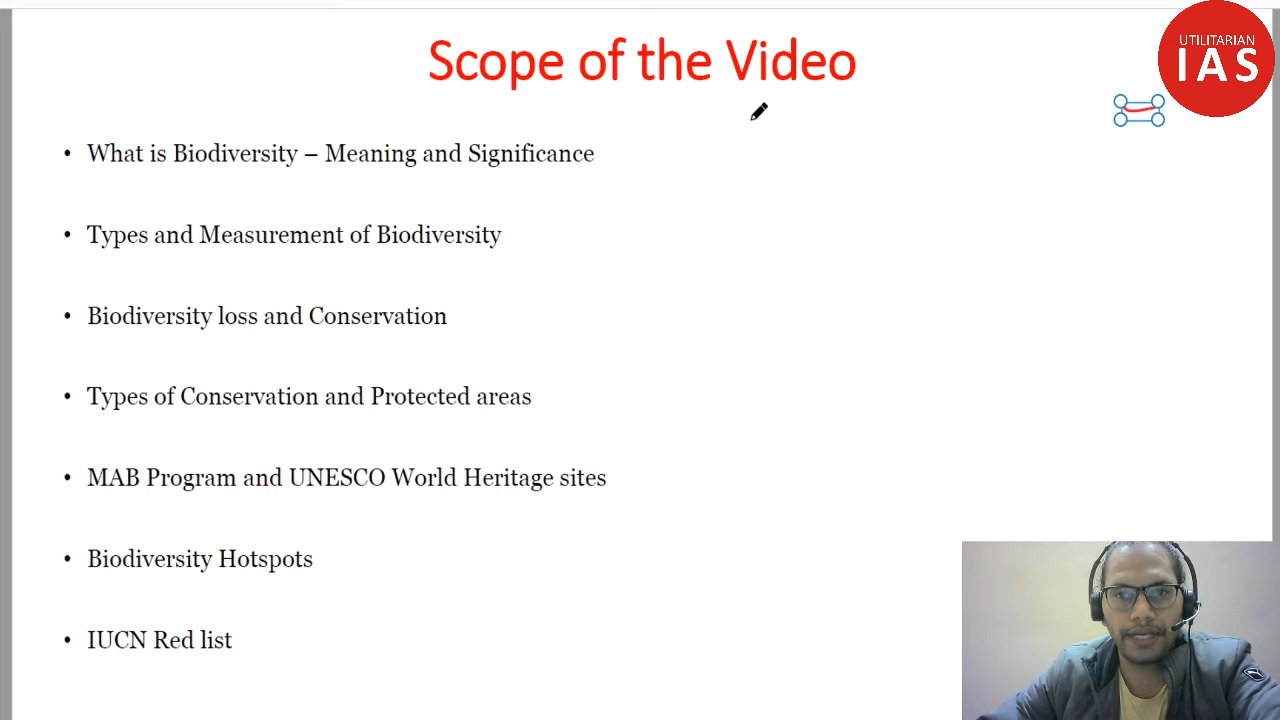 Scope of the Video
UTILITARIAN
IAS
• What is Biodiversity – Meaning and Significance
• Types and Measurement of Biodiversity
• Biodiversity loss and Conservation
• Types of Conservation and Protected areas
• MAB Program and UNESCO World Heritage sites
• Biodiversity Hotspots
• IUCN Red list